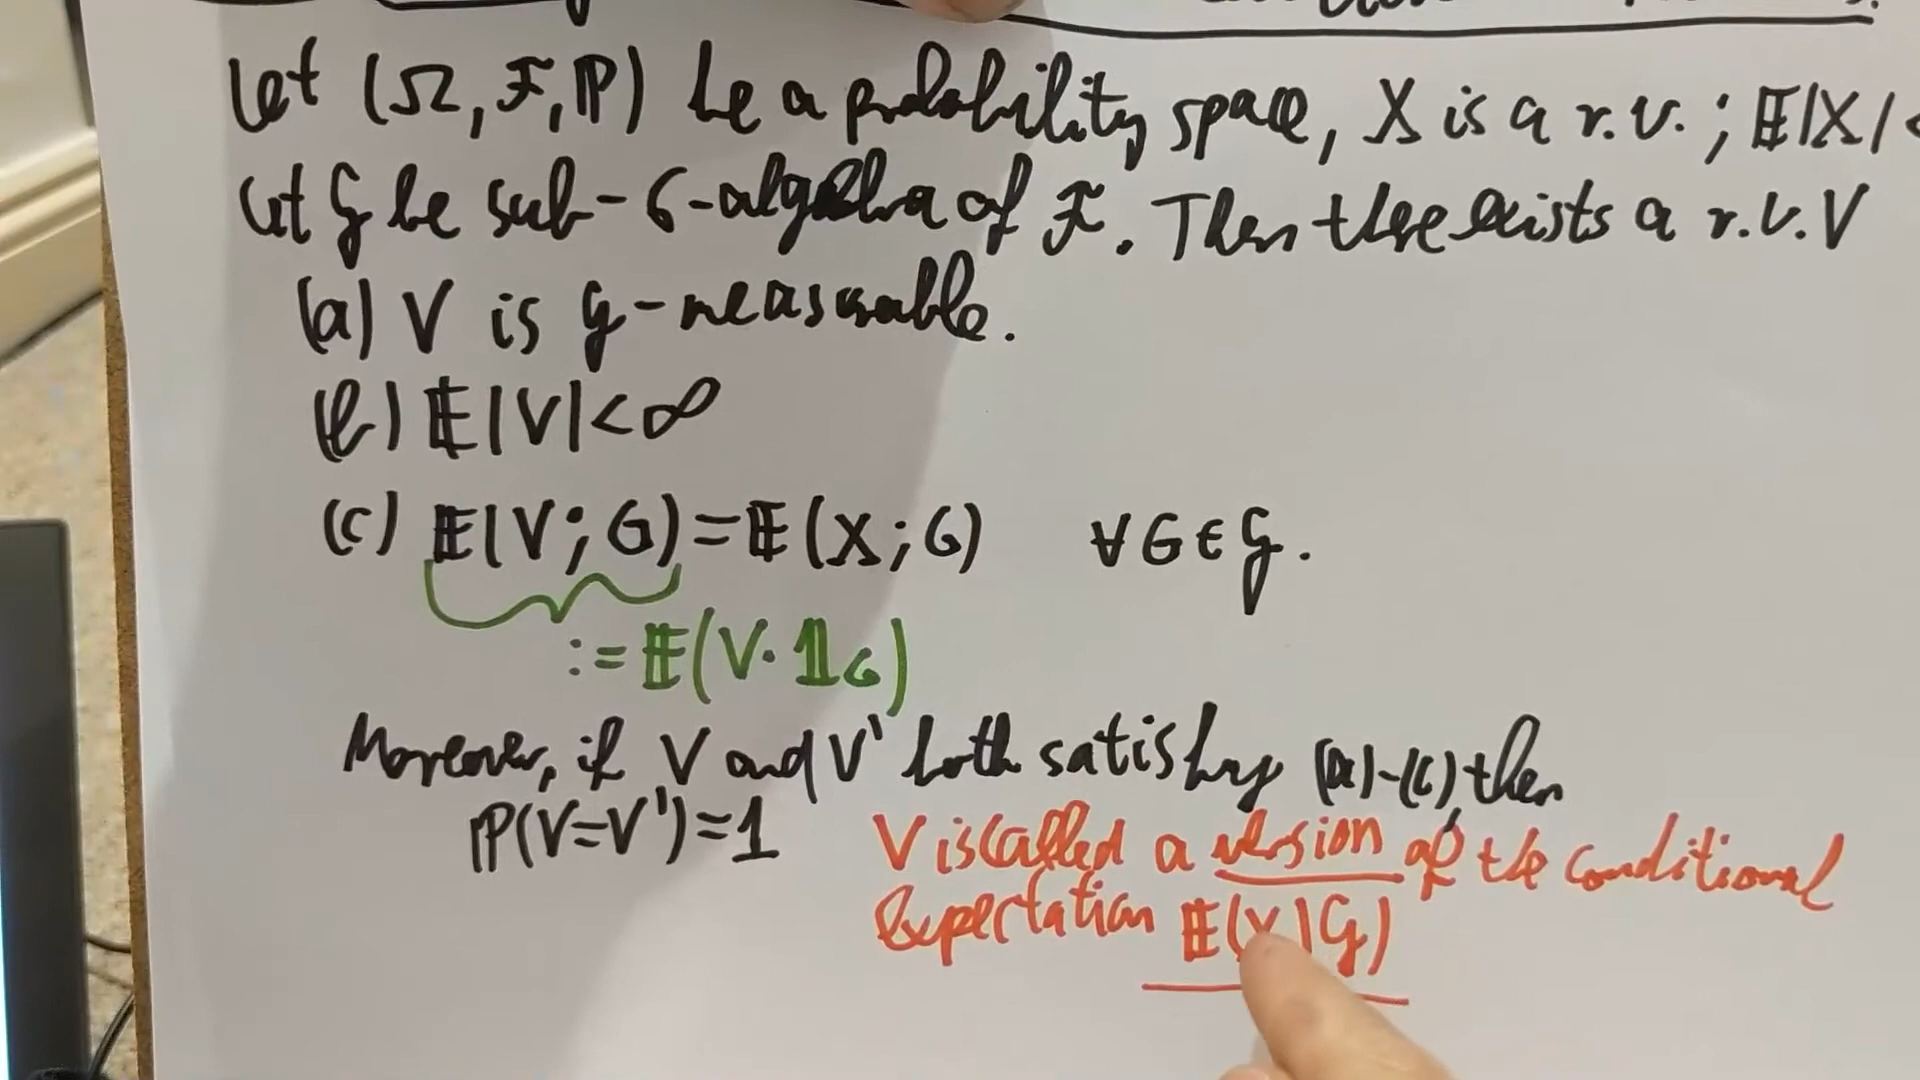 Let (Ω, ℱ, ℙ) be a probability space, X is a r.v.; 𝔼|X| <
Let 𝒢 be sub-σ-algebra of ℱ. Then there exists a r.v. V
(a) V is 𝒢-measurable.
(b) 𝔼|V| < ∞
(c) 𝔼(V; G) = 𝔼(X; G) ∀ G ∈ 𝒢.
:= 𝔼(V · 𝟙_G)
Moreover, if V and V' both satisfy (a)-(c), then
ℙ(V=V')=1
V is called a version of the conditional
Expectation 𝔼(X|𝒢)